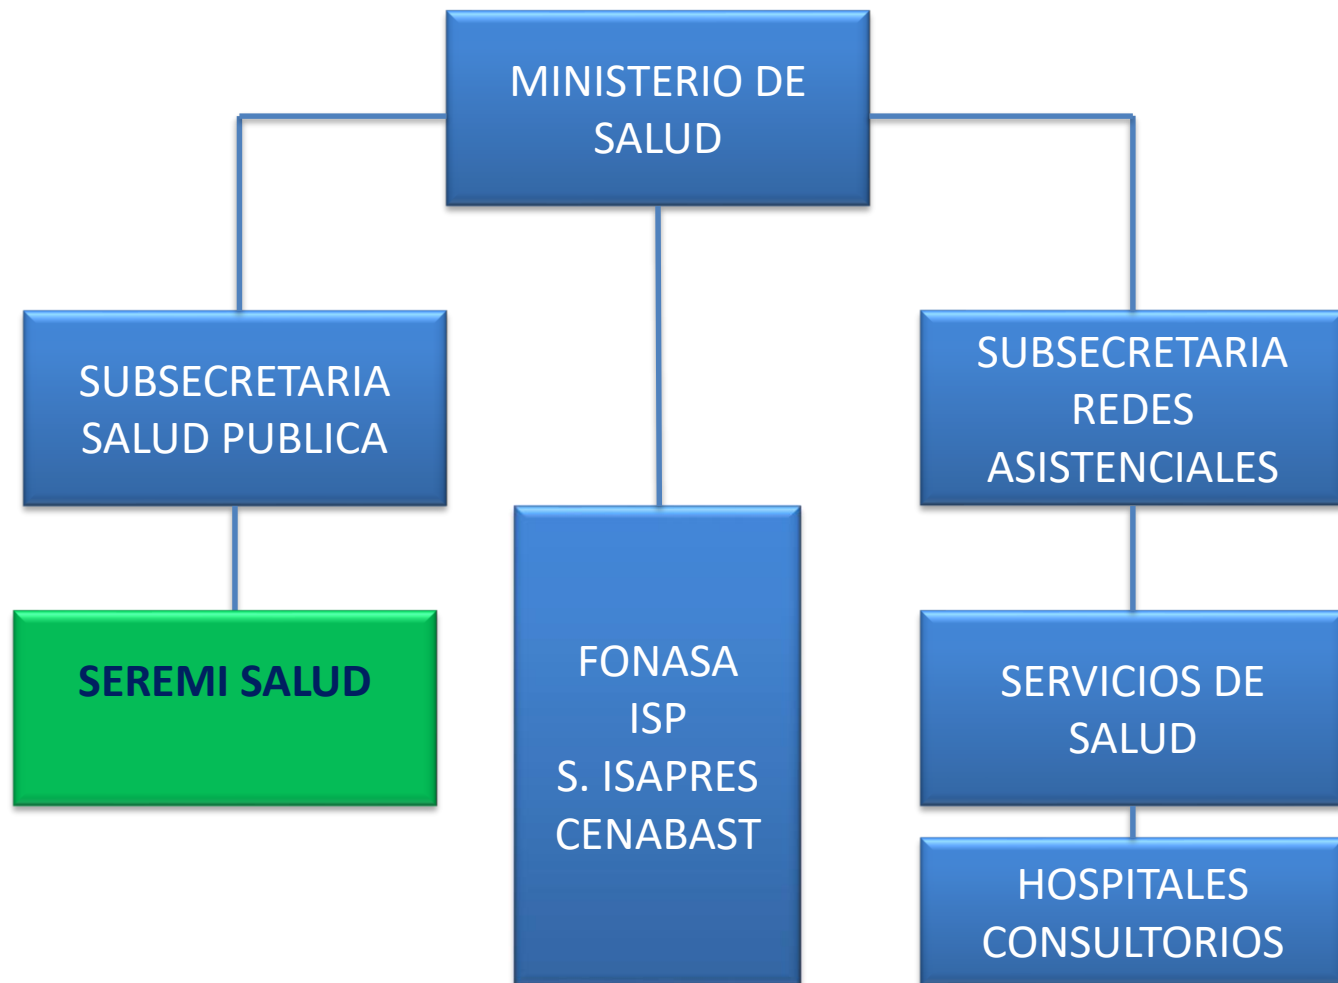 MINISTERIO DE
SALUD
SUBSECRETARIA
SALUD PUBLICA
SUBSECRETARIA
REDES
ASISTENCIALES
SEREMI SALUD
FONASA
ISP
S. ISAPRES
CENABAST
SERVICIOS DE
SALUD
HOSPITALES
CONSULTORIOS